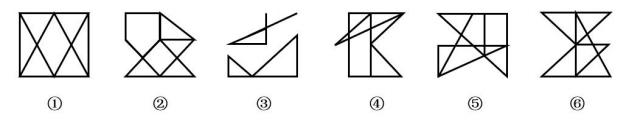 ① ② ③ ④ ⑤ ⑥